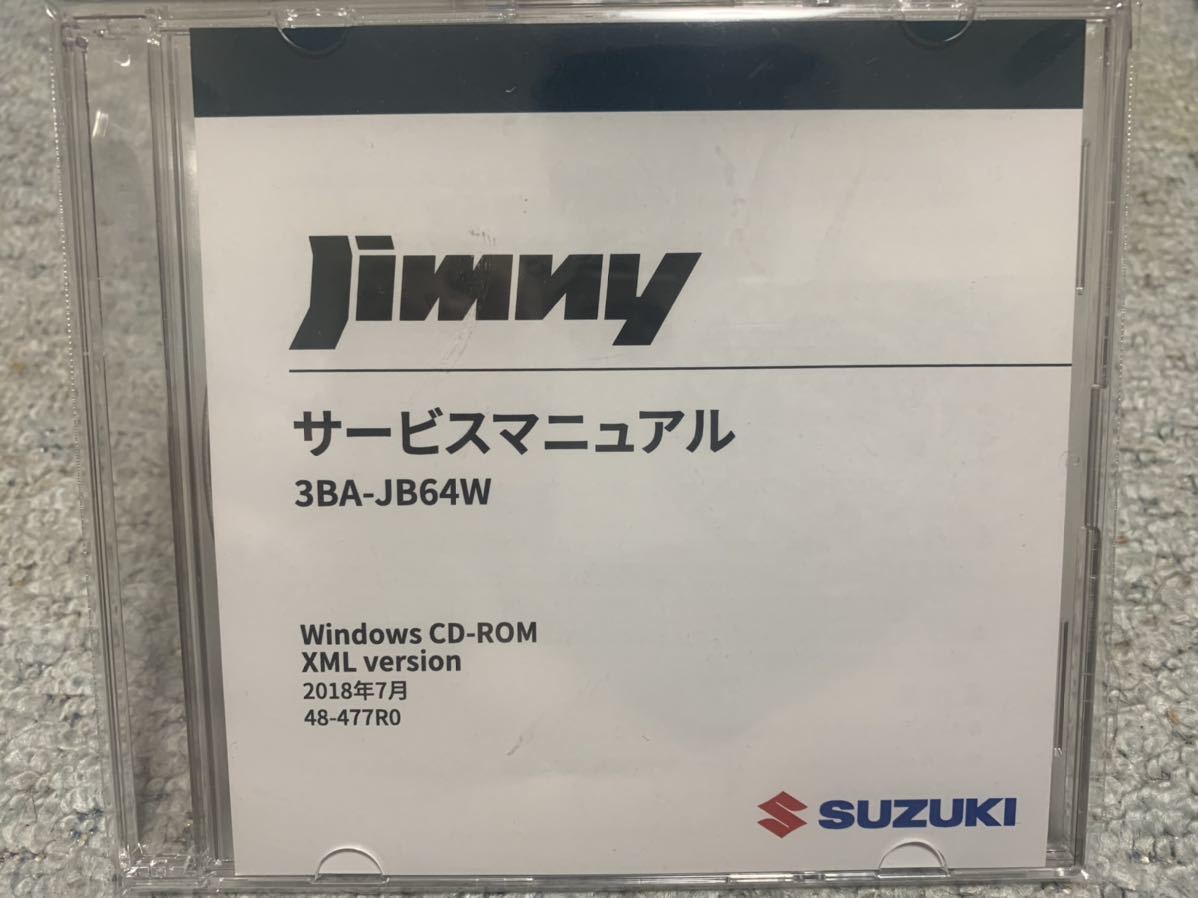 Jimny
サービスマニュアル
3BA-JB64W
Windows CD-ROM
XML version
2018年7月
48-477R0
SUZUKI